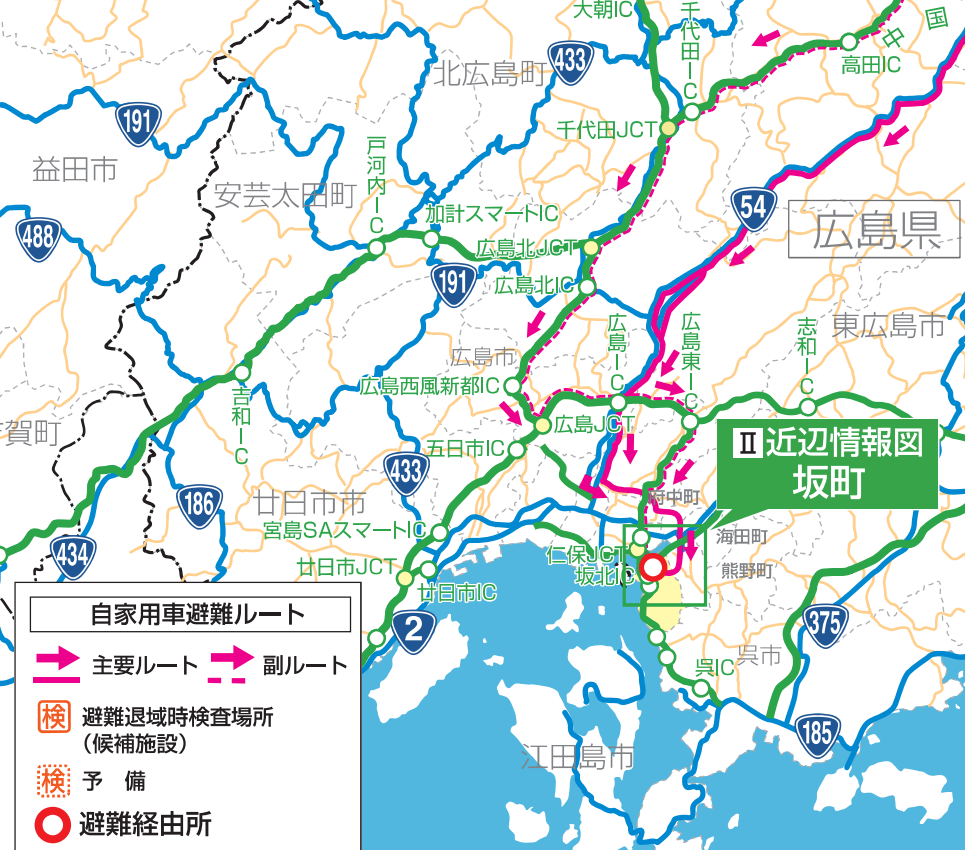 大朝IC
千代田IC
中国
高田IC
433
北広島町
191
千代田JCT
戸河内IC
益田市
安芸太田町
54
加計スマートIC
広島県
488
広島北JCT
191
広島北IC
広島IC
広島東IC
志和IC
東広島市
広島市
吉和IC
広島西風新都IC
賀町
広島JCT
II 近辺情報図
坂町
五日市IC
433
186
廿日市市
府中町
宮島SAスマートIC
海田町
434
仁保JCT
廿日市JCT
坂北IC
熊野町
廿日市IC
自家用車避難ルート
2
375
主要ルート
副ルート
呉IC
呉市
検 避難退域時検査場所
(候補施設)
185
江田島市
検 予 備
避難経由所